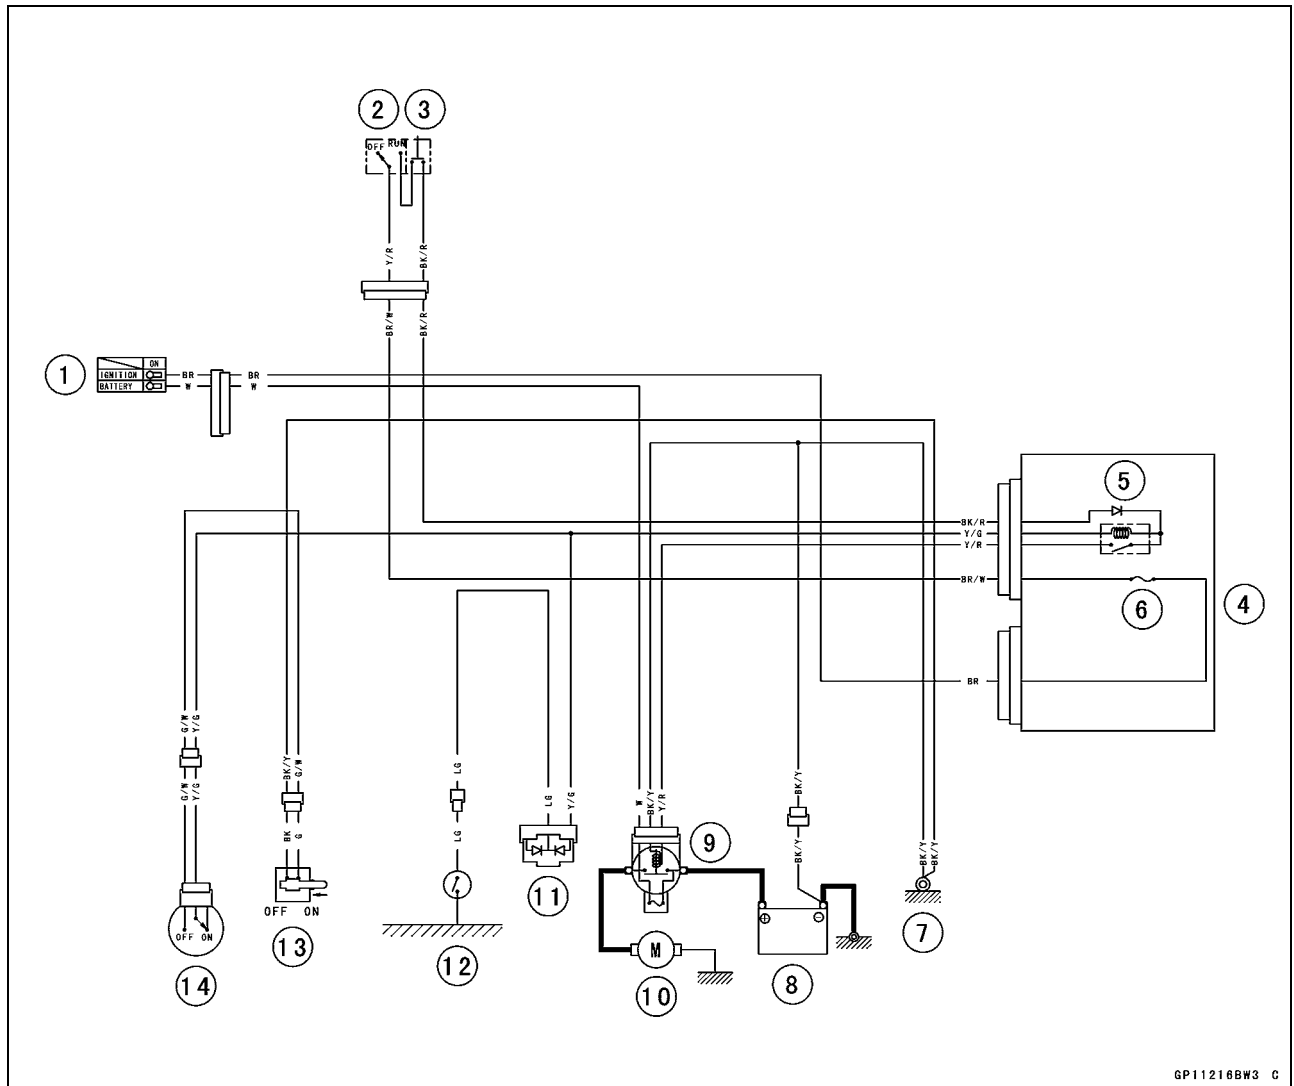 2 3
OFF RUN
Y/R BK/R
BR/W BK/R
1
ON
IGNITION BR BR
BATTERY W W
5
BK/R
Y/G
Y/R
BR/W
6 4
BR
G/W Y/G
BK/Y G/W
G/W Y/G
BK G
LG
LG
LG Y/G
W BK/Y Y/R
BK/Y
BK/Y
BK/Y BK/Y
9
11
OFF ON
OFF ON
M
7
13
12
14
10
8
GP11216BW3 C